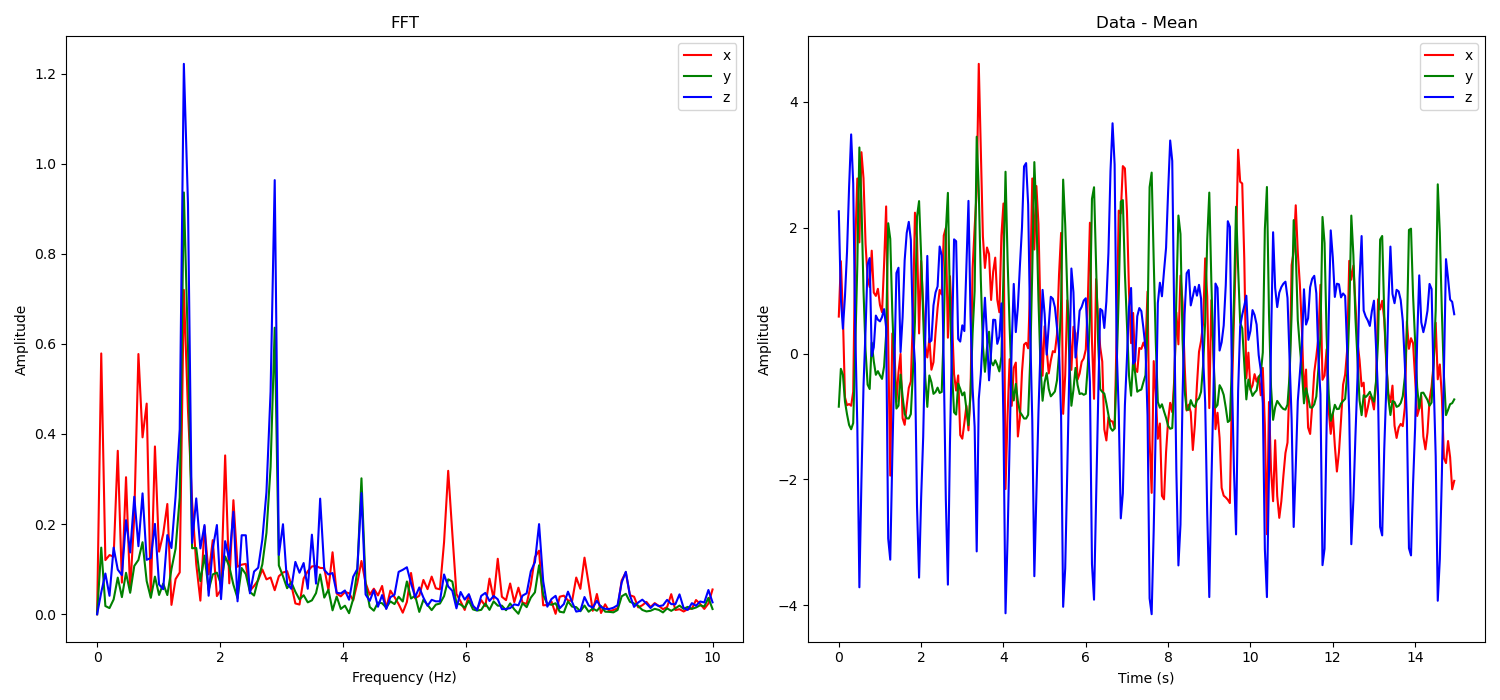 FFT
Amplitude
1.2
1.0
0.8
0.6
0.4
0.2
0.0
0 2 4 6 8 10
Frequency (Hz)
x
y
z
Data - Mean
Amplitude
4
2
0
−2
−4
0 2 4 6 8 10 12 14
Time (s)
x
y
z